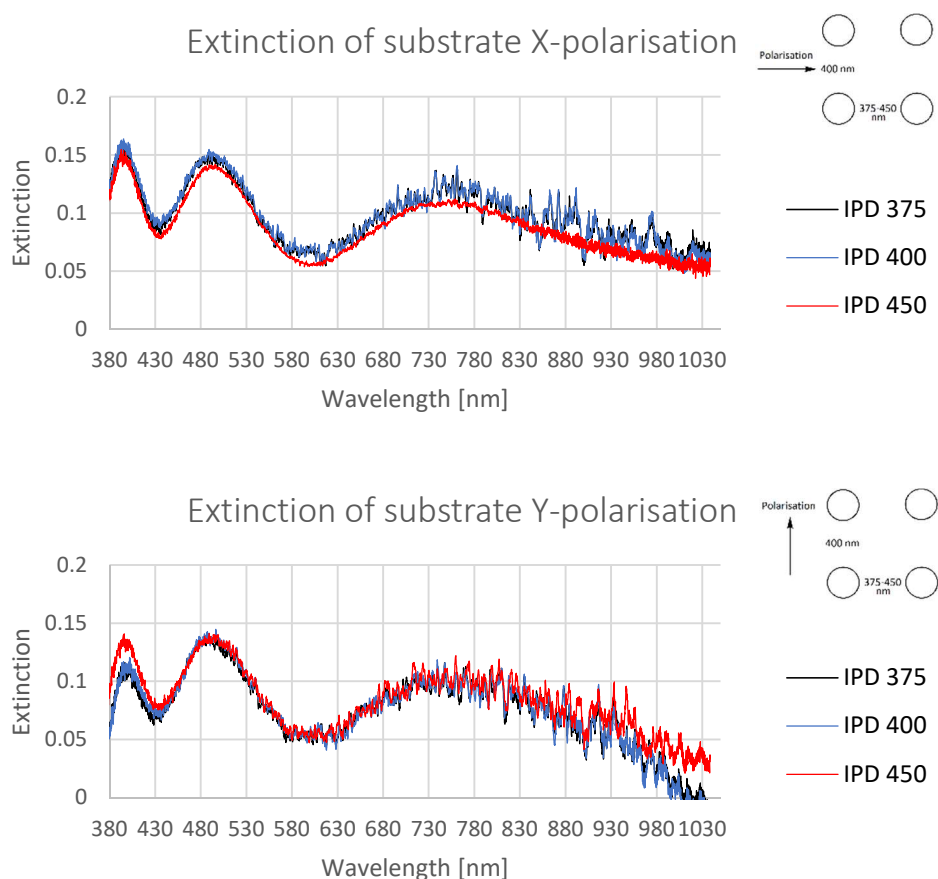 Extinction of substrate X-polarisation
Polarisation
400 nm
375-450
nm
0.2
0.15
0.1
0.05
0
Extinction
380 430 480 530 580 630 680 730 780 830 880 930 980 1030
Wavelength [nm]
IPD 375
IPD 400
IPD 450
Extinction of substrate Y-polarisation
Polarisation
400 nm
375-450
nm
0.2
0.15
0.1
0.05
0
Extinction
380 430 480 530 580 630 680 730 780 830 880 930 980 1030
Wavelength [nm]
IPD 375
IPD 400
IPD 450